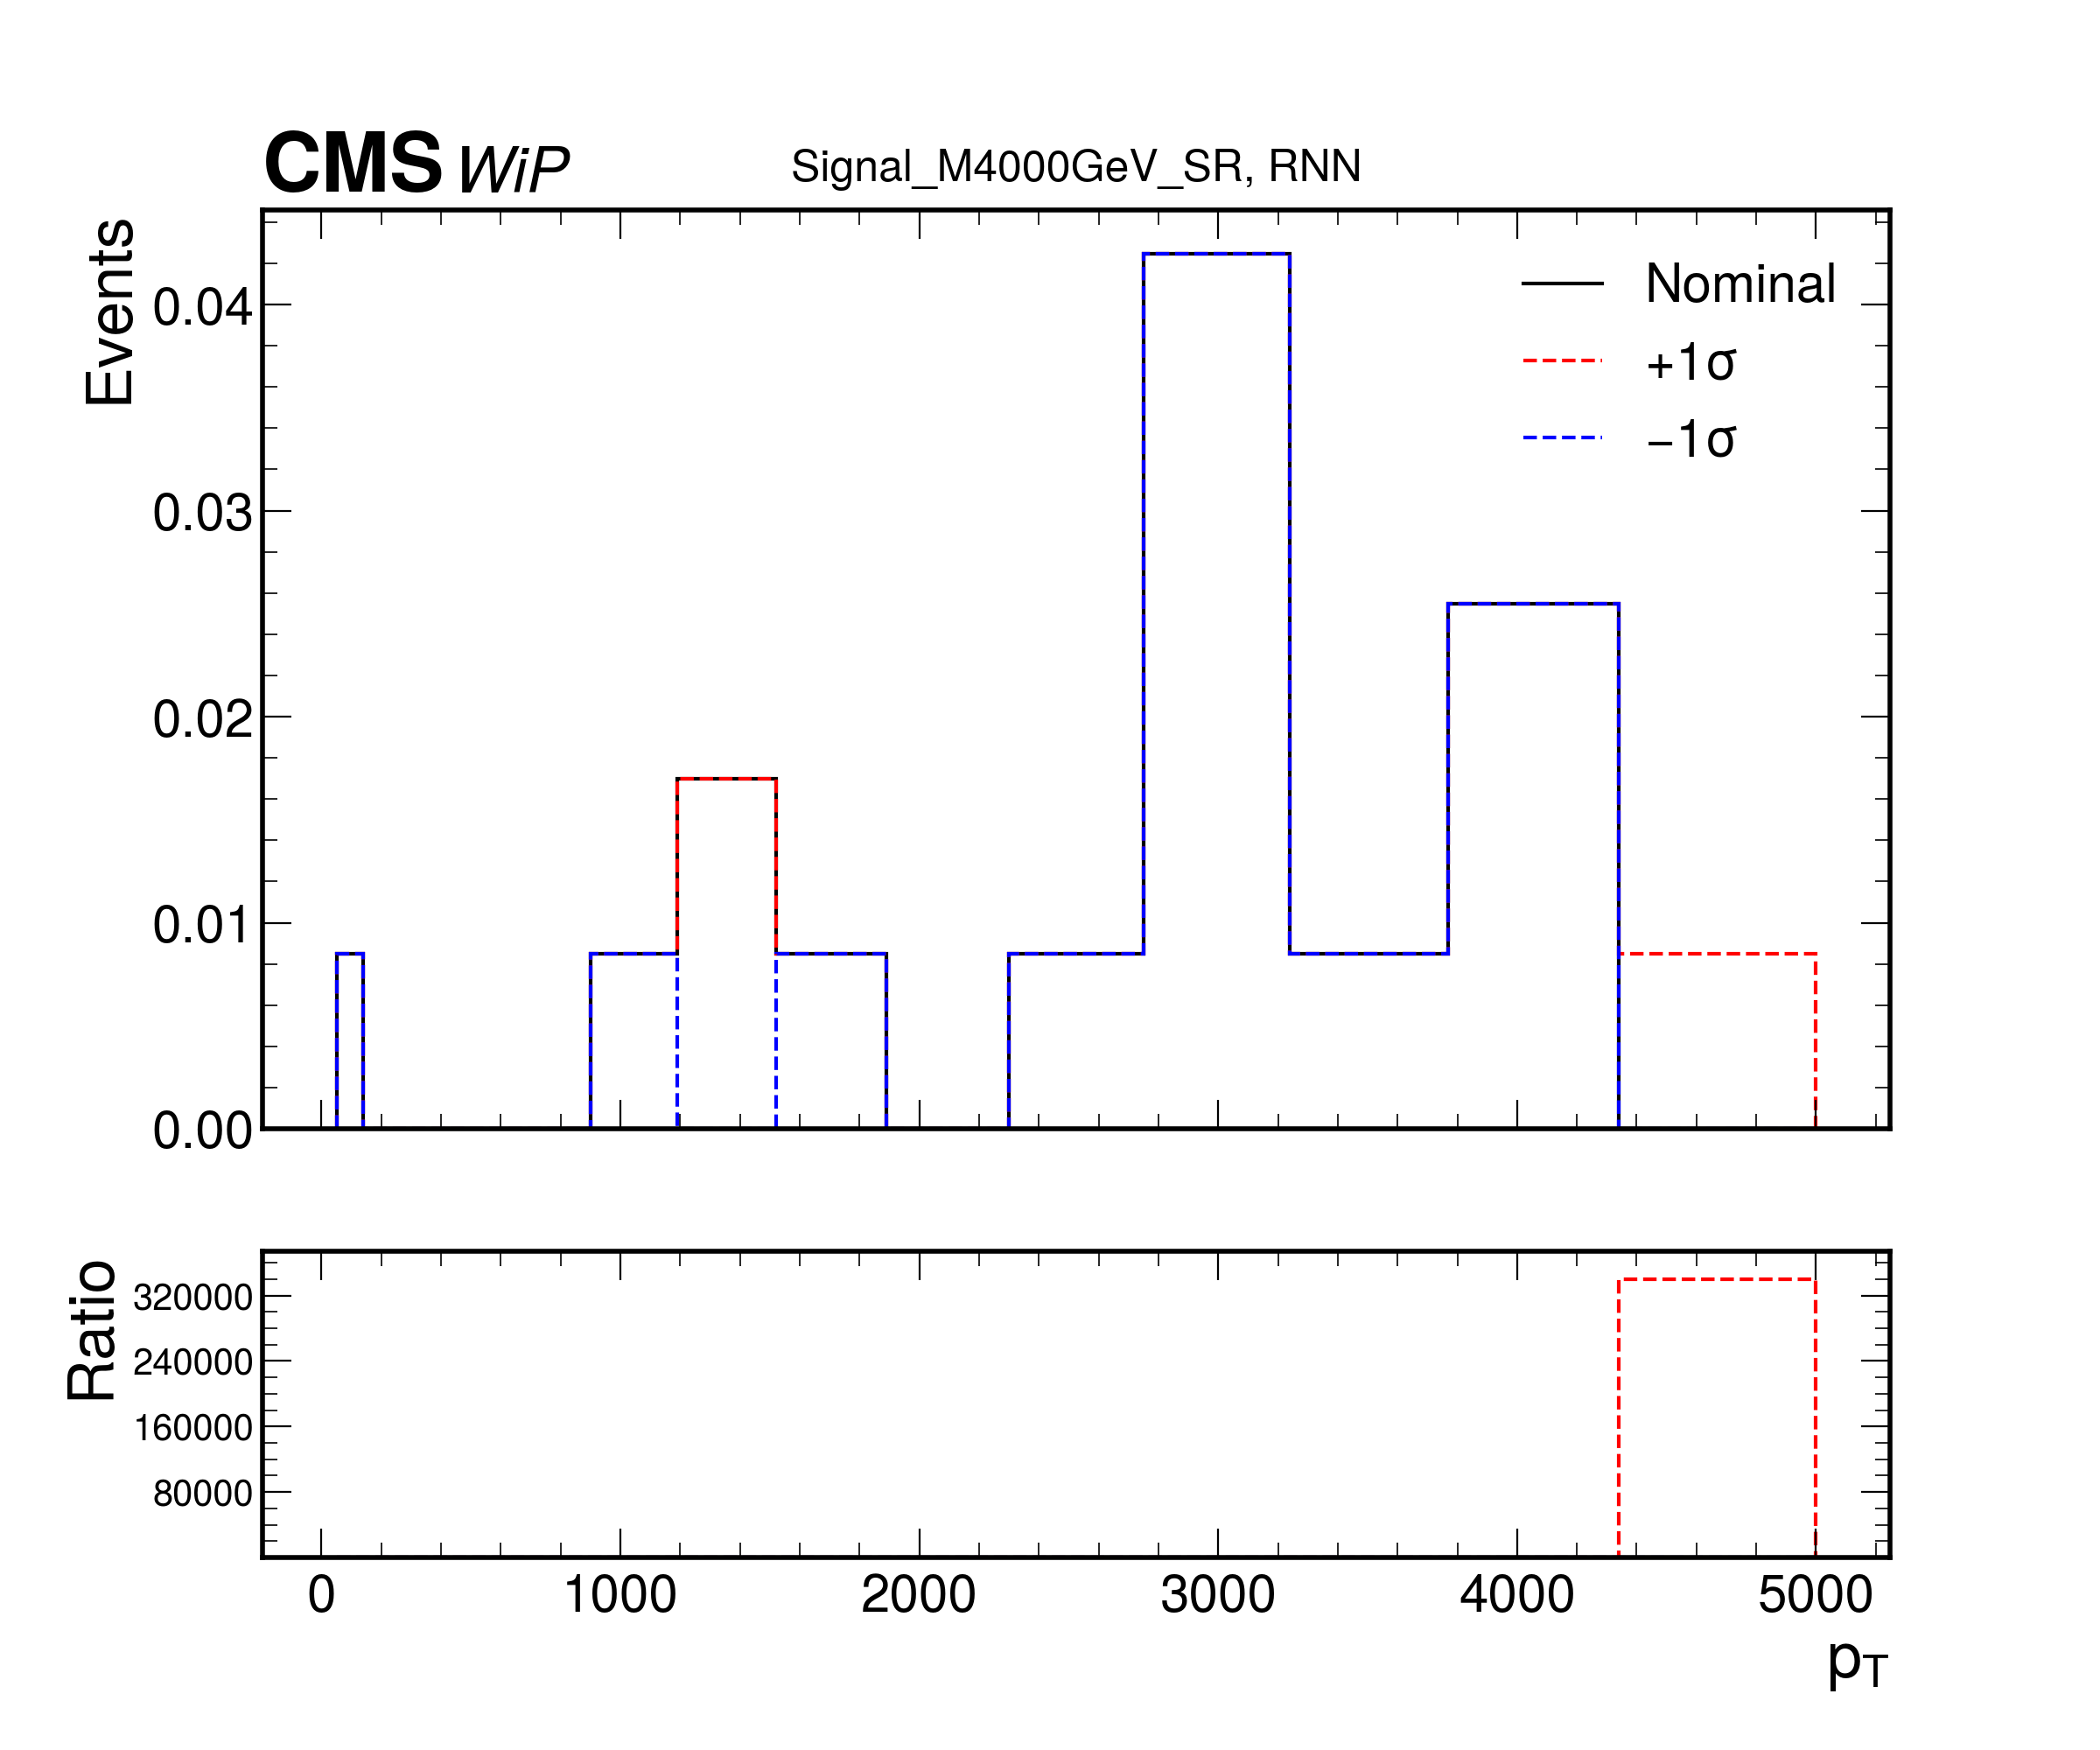 CMS WiP
Signal_M4000GeV_SR, RNN
Events
0.04
0.03
0.02
0.01
0.00
Nominal
+1σ
−1σ
Ratio
320000
240000
160000
80000
0 1000 2000 3000 4000 5000
pT